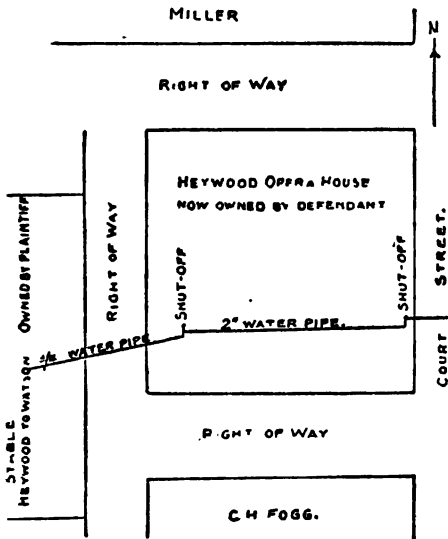 MILLER
N
RIGHT OF WAY
HEYWOOD OPERA HOUSE
NOW OWNED BY DEFENDANT
OWNED BY PLAINTIFF
RIGHT OF WAY
SHUT-OFF
SHUT-OFF
STREET.
2" WATER PIPE.
WATER PIPE
STABLE
HEYWOOD TO WATSON
COURT
RIGHT OF WAY
C H FOGG.